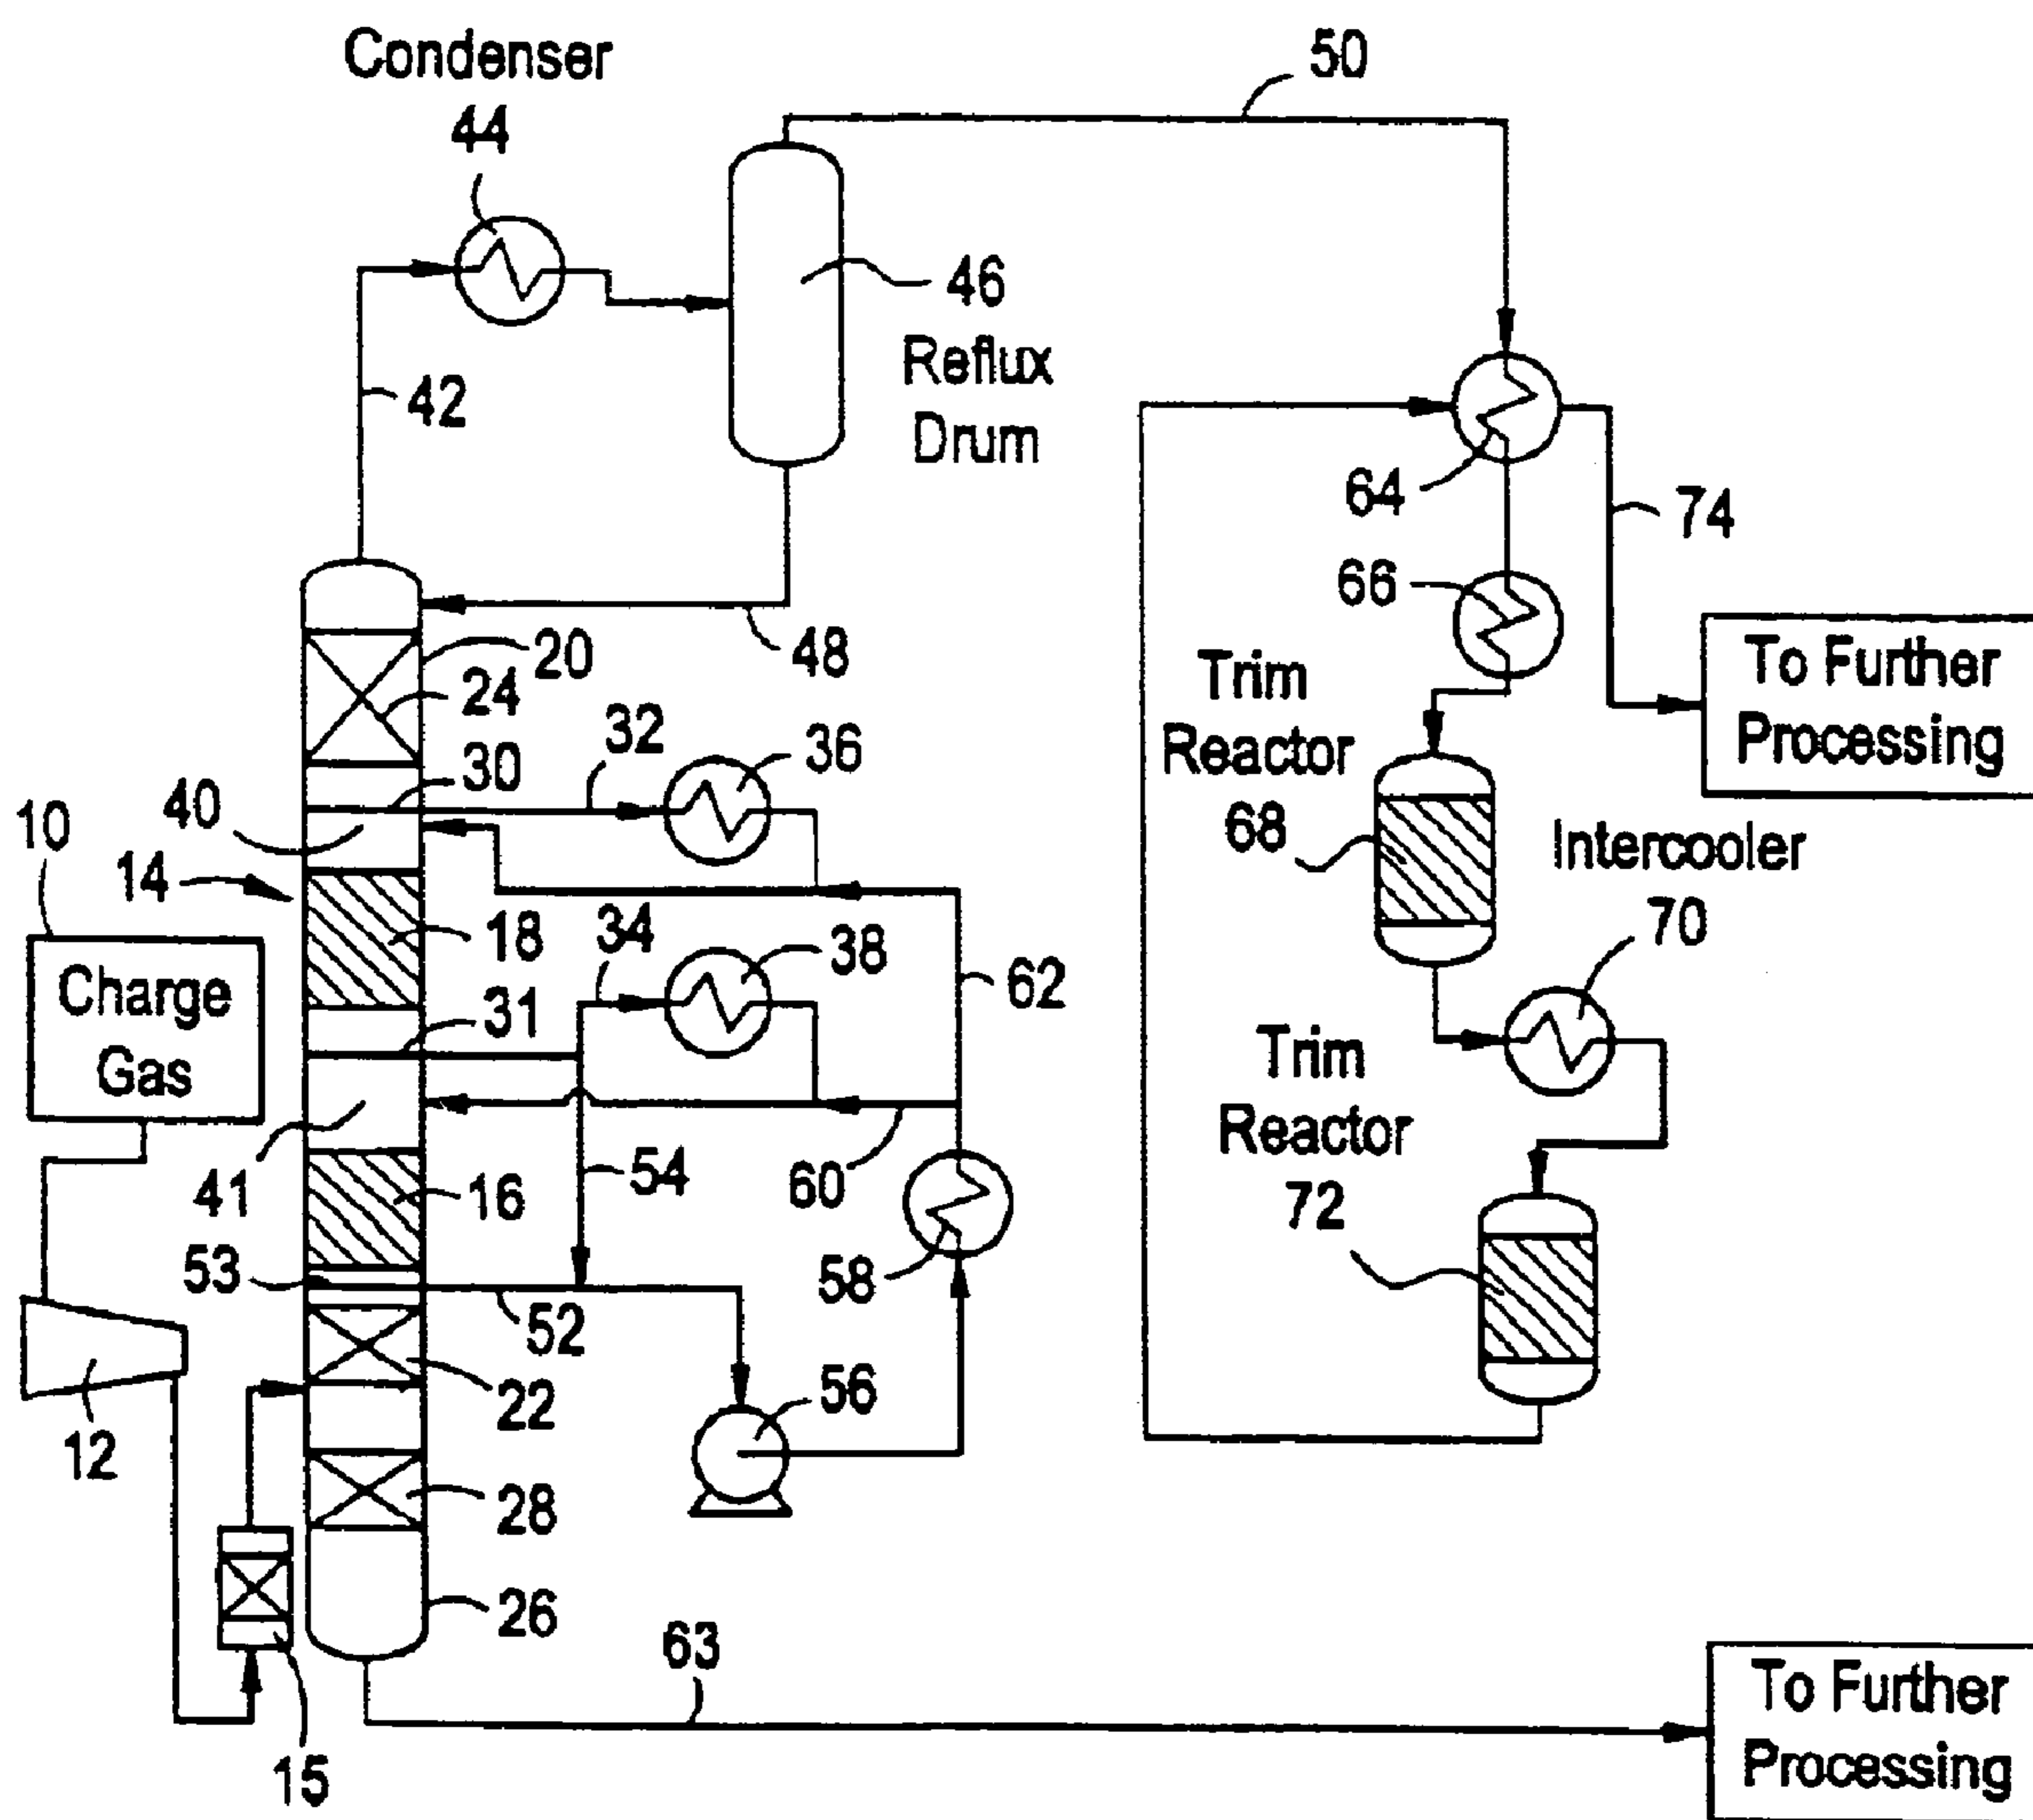 Condenser
44
50
46
Reflux
Drum
42
64
74
66
48
20
24
To Further
Processing
Trim
Reactor
68
32
36
30
40
10
14
Intercooler
70
18
34
38
62
31
Charge
Gas
Trim
Reactor
72
41
16
54
60
53
58
52
12
22
56
28
26
63
15
To Further
Processing